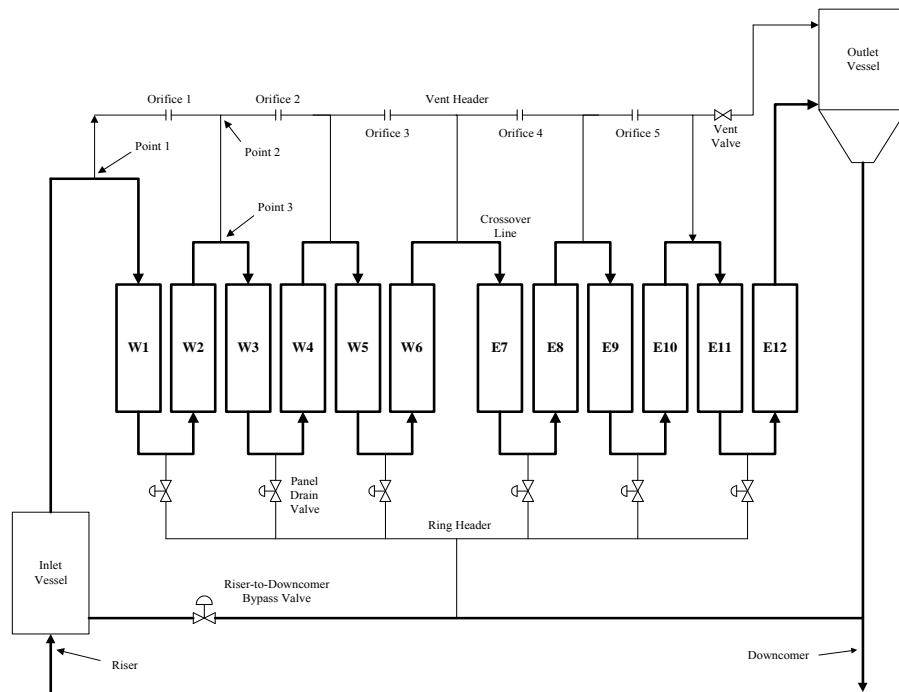 Outlet
Vessel
Orifice 1
Orifice 2
Vent Header
Orifice 3
Orifice 4
Orifice 5
Vent
Valve
Point 1
Point 2
Point 3
Crossover
Line
W1
W2
W3
W4
W5
W6
E7
E8
E9
E10
E11
E12
Panel
Drain
Valve
Ring Header
Inlet
Vessel
Riser-to-Downcomer
Bypass Valve
Riser
Downcomer